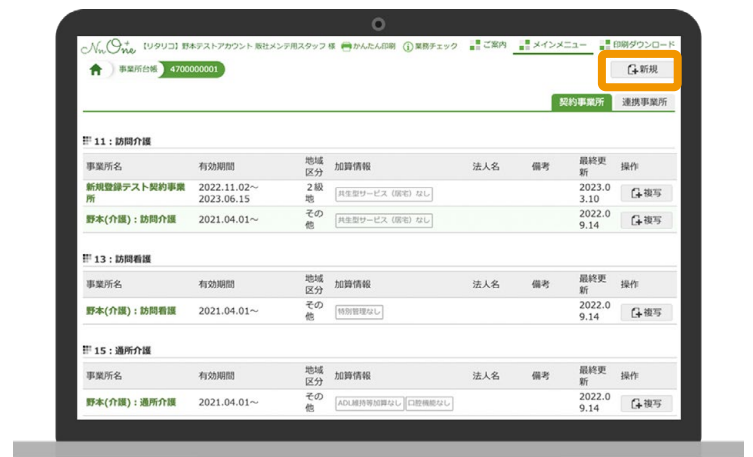 NuOne 【リタリコ】野本テストアカウント 販社メンテ用スタッフ 様 かんたん印刷 業務チェック ご案内 メインメニュー 印刷ダウンロード
事業所台帳 4700000001 新規
契約事業所 連携事業所
11：訪問介護
事業所名 有効期間 地域区分 加算情報 法人名 備考 最終更新 操作
新規登録テスト契約事業所 2022.11.02～2023.06.15 2級地 共生型サービス（居宅）なし 2023.03.10 複写
野本(介護)：訪問介護 2021.04.01～ その他 共生型サービス（居宅）なし 2022.09.14 複写
13：訪問看護
事業所名 有効期間 地域区分 加算情報 法人名 備考 最終更新 操作
野本(介護)：訪問看護 2021.04.01～ その他 特別管理なし 2022.09.14 複写
15：通所介護
事業所名 有効期間 地域区分 加算情報 法人名 備考 最終更新 操作
野本(介護)：通所介護 2021.04.01～ その他 ADL維持等加算なし 口腔機能なし 2022.09.14 複写